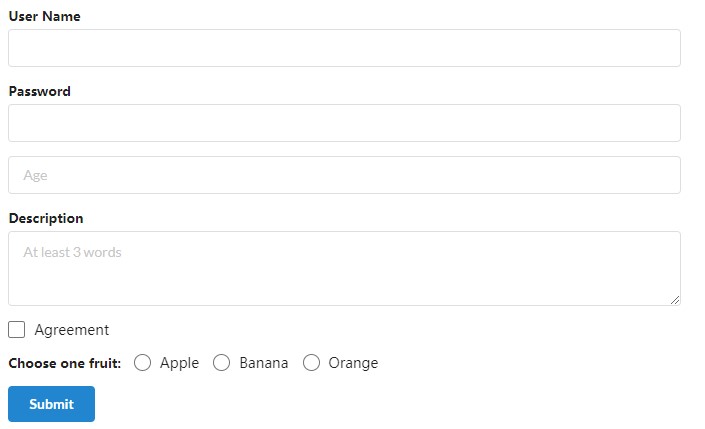 User Name
Password
Age
Description
At least 3 words
Agreement
Choose one fruit: Apple Banana Orange
Submit